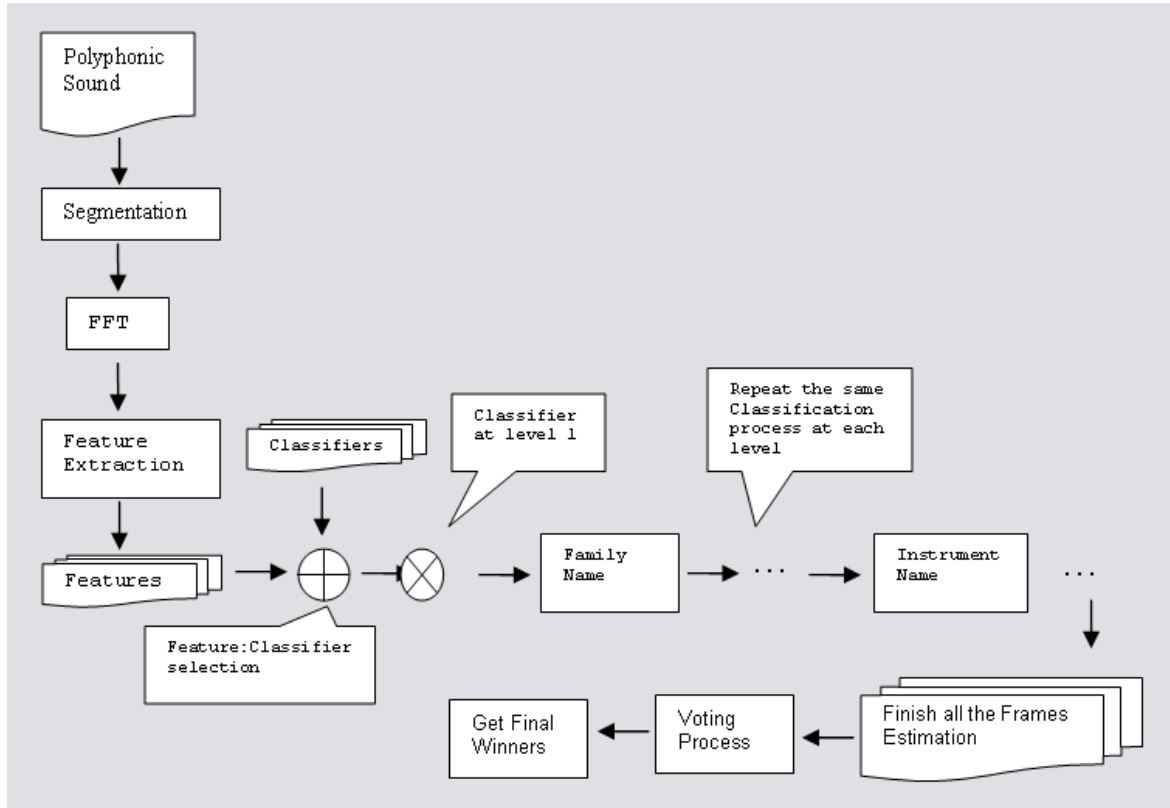 Polyphonic
Sound
Segmentation
FFT
Feature
Extraction
Features
Classifiers
Feature:Classifier
selection
Classifier
at level 1
Family
Name
Repeat the same
Classification
process at each
level
...
Instrument
Name
...
Finish all the Frames
Estimation
Voting
Process
Get Final
Winners